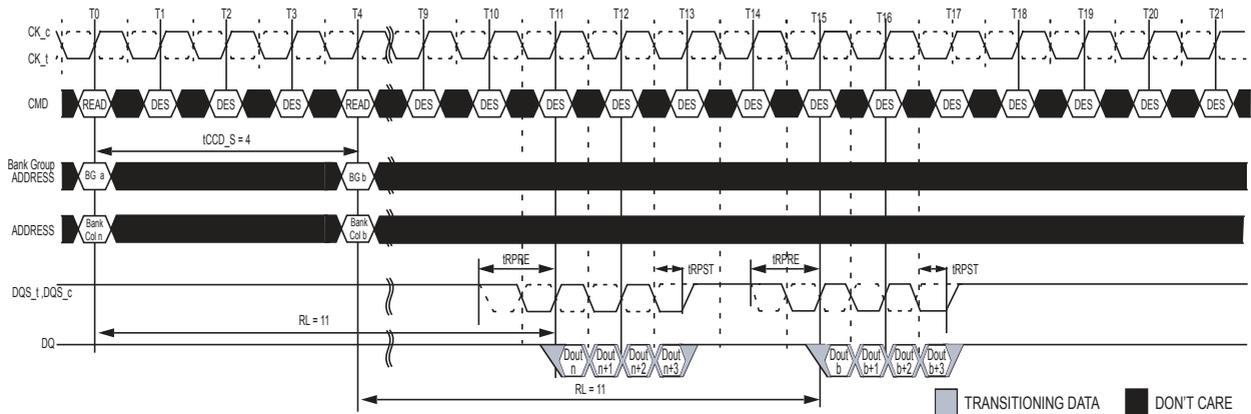 T0 T1 T2 T3 T4 T9 T10 T11 T12 T13 T14 T15 T16 T17 T18 T19 T20 T21
CK_c
CK_t
CMD READ DES DES DES READ DES DES DES DES DES DES DES DES DES DES DES DES DES
tCCD_S = 4
Bank Group
ADDRESS
BG a
BG b
ADDRESS
Bank
Col n
Bank
Col b
tRPRE tRPST tRPRE tRPST
DQS_t ,DQS_c
RL = 11
DQ
Dout
n
Dout
n+1
Dout
n+2
Dout
n+3
Dout
b
Dout
b+1
Dout
b+2
Dout
b+3
RL = 11
TRANSITIONING DATA
DON'T CARE